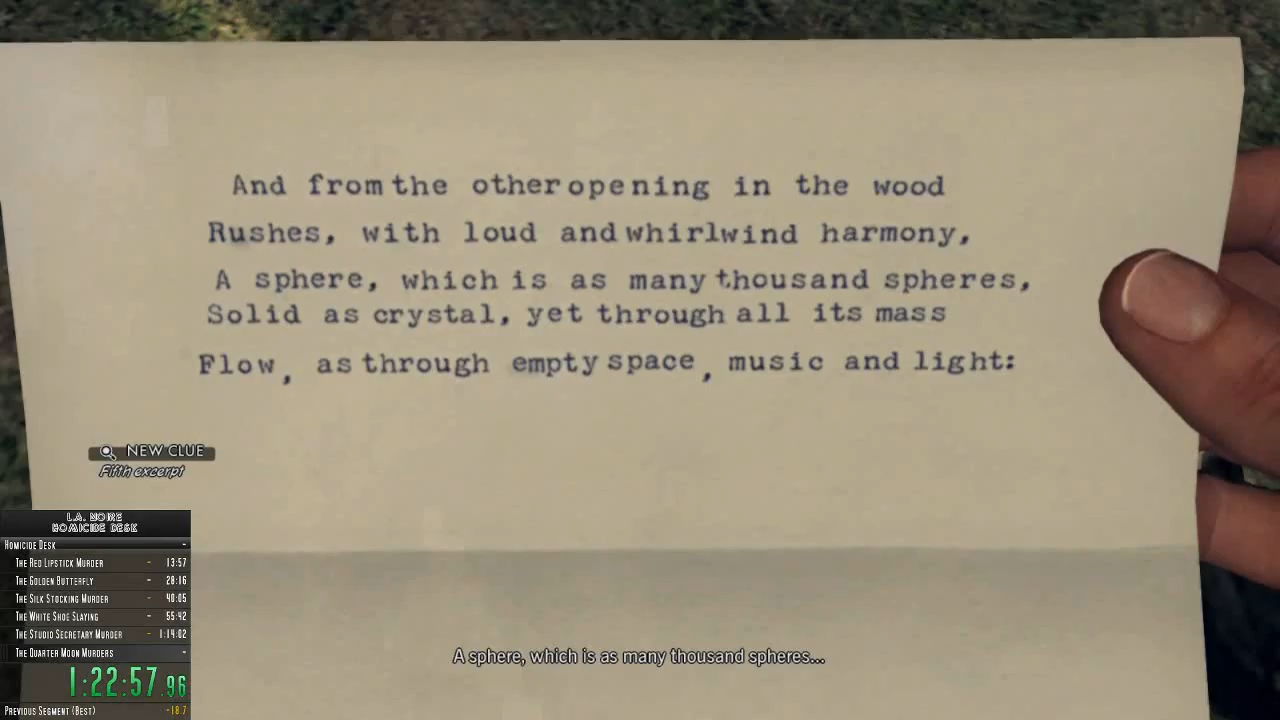 And from the other opening in the wood
Rushes, with loud and whirlwind harmony,
A sphere, which is as many thousand spheres,
Solid as crystal, yet through all its mass
Flow, as through empty space, music and light:
NEW CLUE
Fifth excerpt
L.A. NOIRE
HOMICIDE DESK
HOMICIDE DESK -
THE RED LIPSTICK MURDER - 13:57
THE GOLDEN BUTTERFLY - 28:16
THE SILK STOCKING MURDER - 40:05
THE WHITE SHOE SLAYING - 55:42
THE STUDIO SECRETARY MURDER - 1:14:02
THE QUARTER MOON MURDERS -
1:22:57.96
PREVIOUS SEGMENT (BEST) -18.7
A sphere, which is as many thousand spheres...